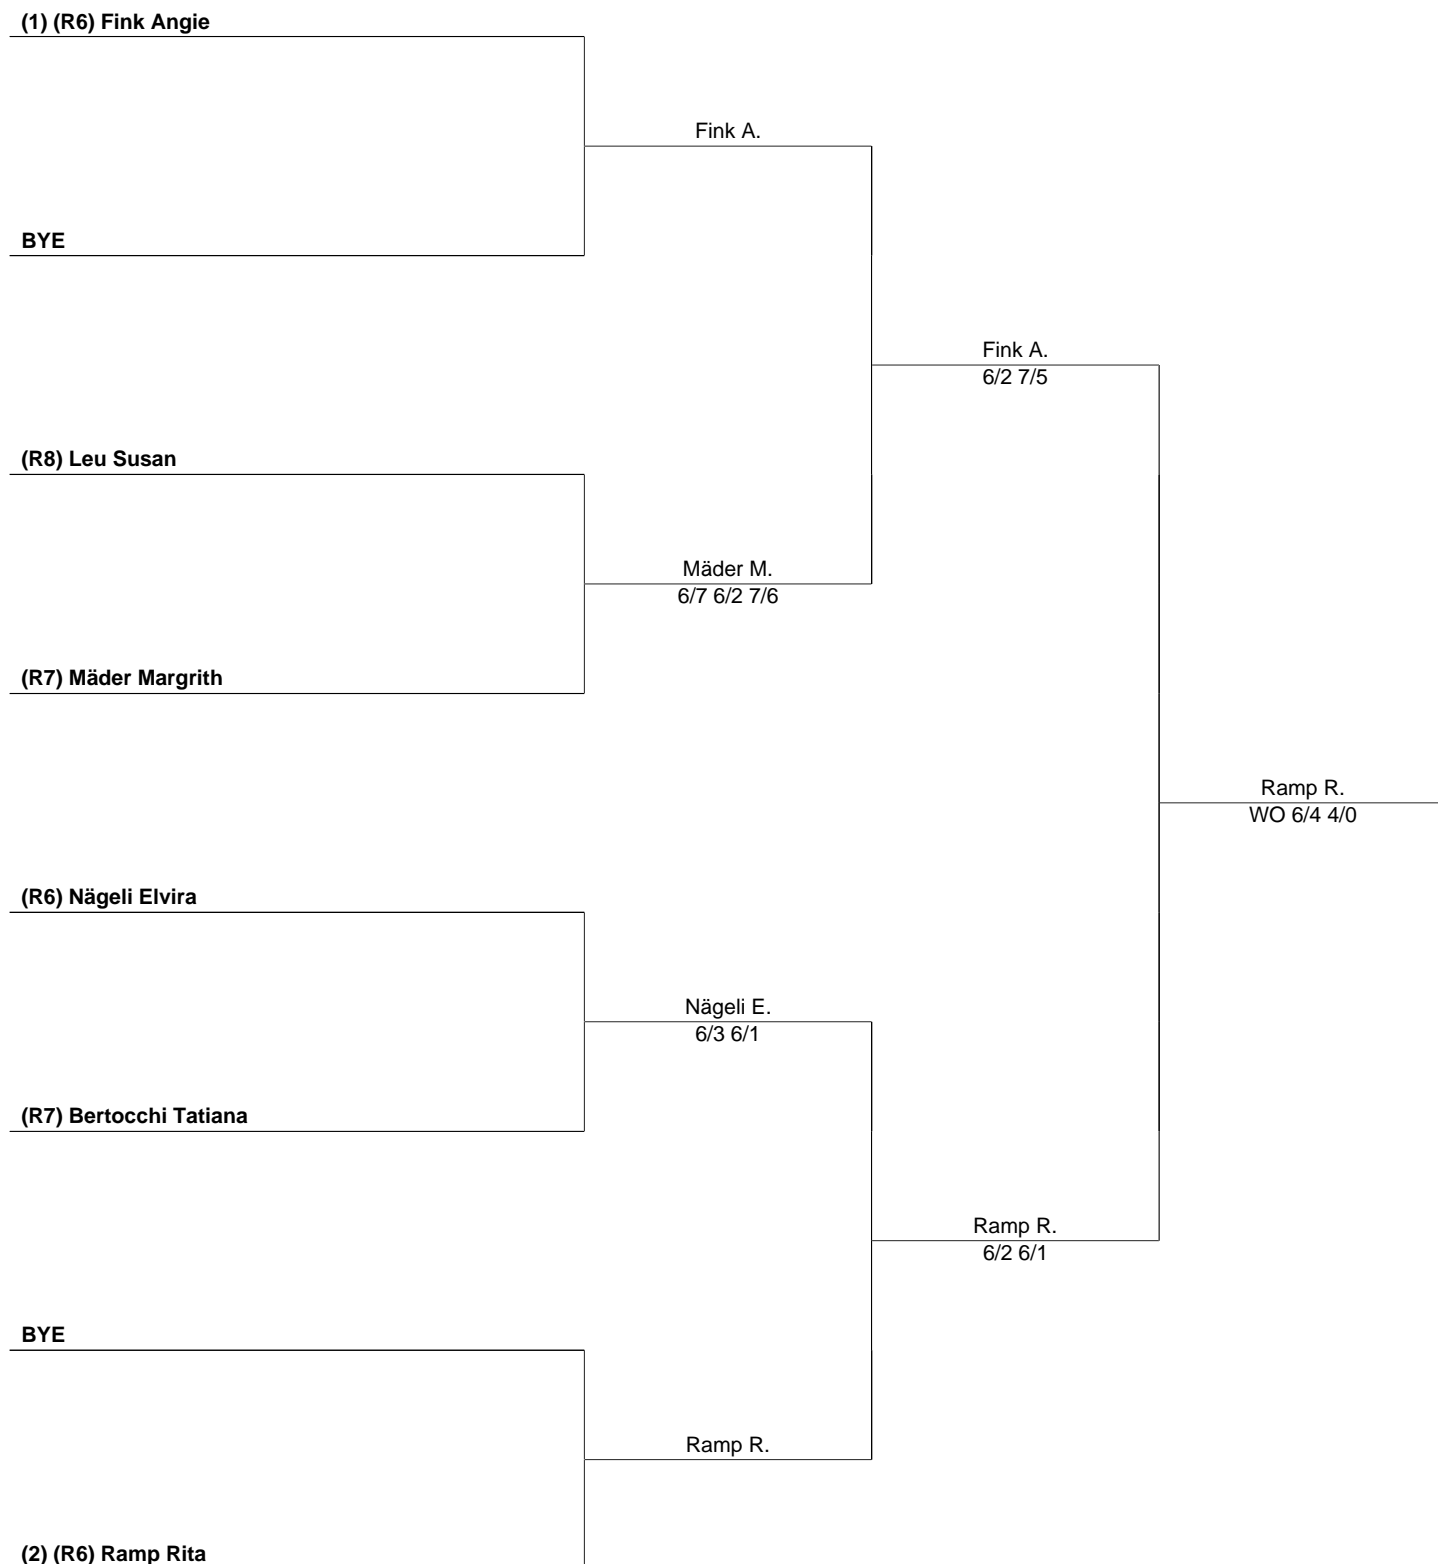 (1) (R6) Fink Angie
Fink A.
BYE
Fink A.
6/2 7/5
(R8) Leu Susan
Mäder M.
6/7 6/2 7/6
(R7) Mäder Margrith
Ramp R.
WO 6/4 4/0
(R6) Nägeli Elvira
Nägeli E.
6/3 6/1
(R7) Bertocchi Tatiana
Ramp R.
6/2 6/1
BYE
Ramp R.
(2) (R6) Ramp Rita